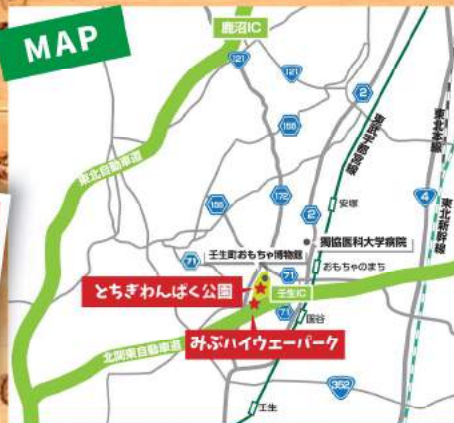 MAP
鹿沼IC
121
121
2
東武宇都宮線
東北本線
東北自動車道
155
155
172
4
2
安塚
東北新幹線
獨協医科大学病院
71
壬生町おもちゃ博物館
71
おもちゃのまち
とちぎわんぱく公園
壬生IC
71
国谷
みぶハイウエーパーク
北関東自動車道
352
壬生